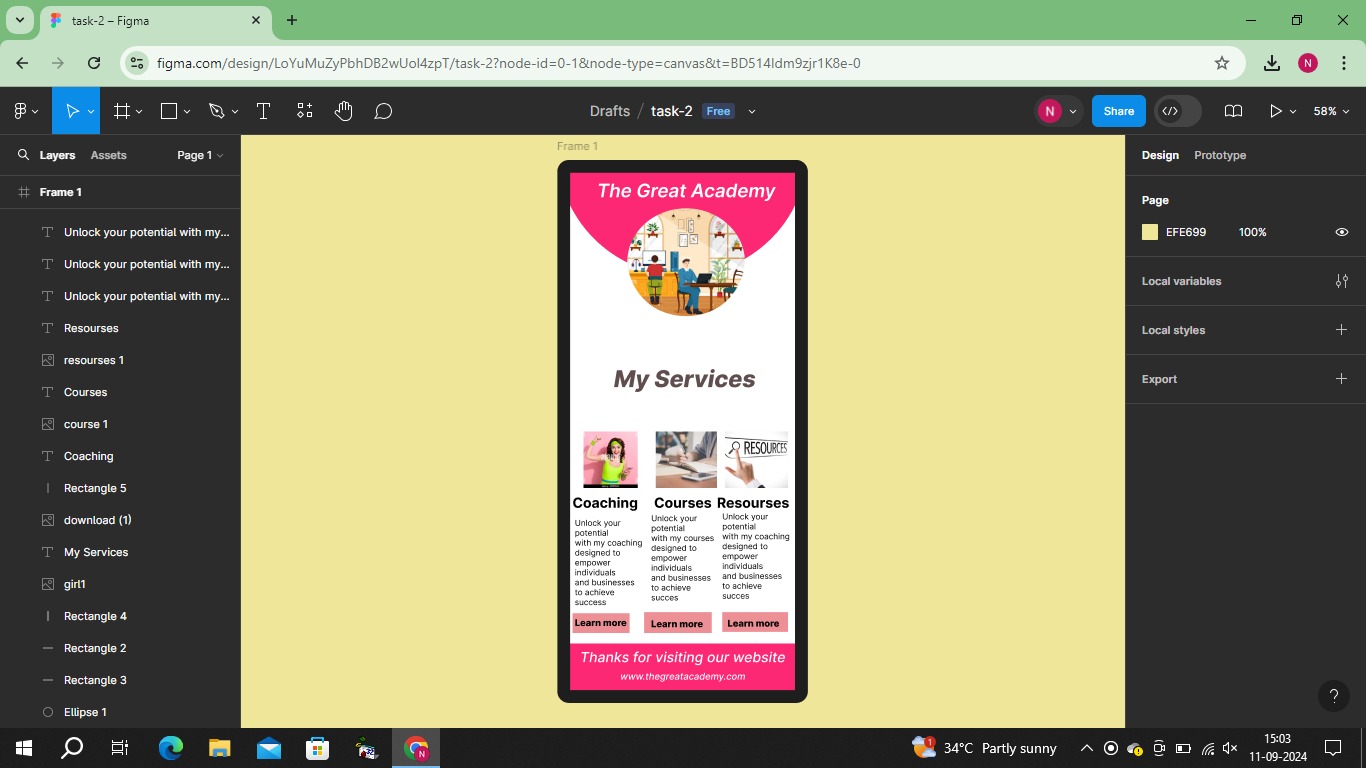 task-2 – Figma
figma.com/design/LoYuMuZyPbhDB2wUol4zpT/task-2?node-id=0-1&node-type=canvas&t=BD514Idm9zjr1K8e-0
N
Drafts / task-2 Free
N
Share
58%
Layers
Assets
Page 1
Frame 1
Unlock your potential with my...
Unlock your potential with my...
Unlock your potential with my...
Resourses
resourses 1
Courses
course 1
Coaching
Rectangle 5
download (1)
My Services
girl1
Rectangle 4
Rectangle 2
Rectangle 3
Ellipse 1
Frame 1
The Great Academy
My Services
RESOURCES
Coaching
Unlock your
potential
with my coaching
designed to
empower
individuals
and businesses
to achieve
success
Learn more
Courses
Unlock your
potential
with my courses
designed to
empower
individuals
and businesses
to achieve
succes
Learn more
Resourses
Unlock your
potential
with my coaching
designed to
empower
individuals
and businesses
to achieve
succes
Learn more
Thanks for visiting our website
www.thegreatacademy.com
Design
Prototype
Page
EFE699
100%
Local variables
Local styles
Export
?
N
1
34°C Partly sunny
15:03
11-09-2024